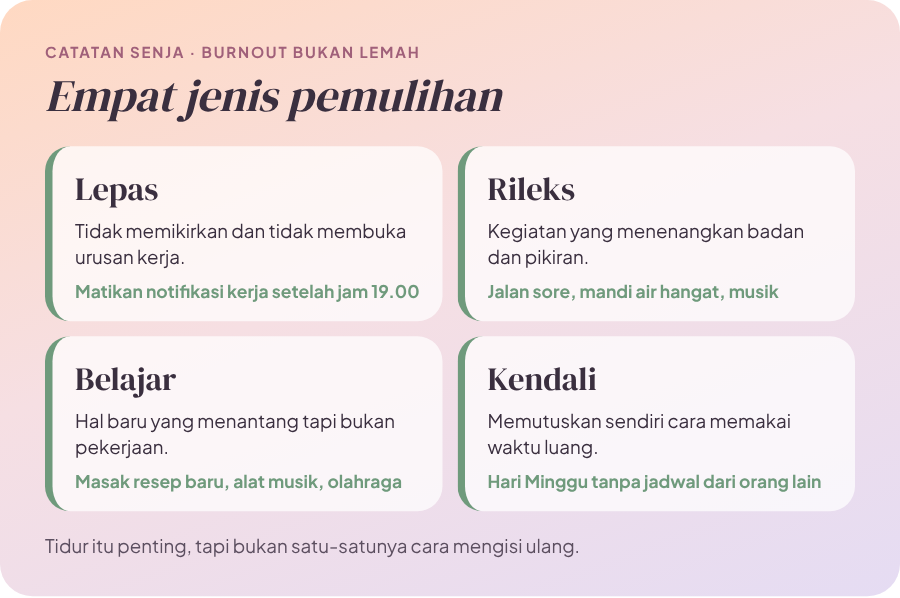 CATATAN SENJA · BURNOUT BUKAN LEMAH
Empat jenis pemulihan
Lepas
Tidak memikirkan dan tidak membuka
urusan kerja.
Matikan notifikasi kerja setelah jam 19.00
Rileks
Kegiatan yang menenangkan badan
dan pikiran.
Jalan sore, mandi air hangat, musik
Belajar
Hal baru yang menantang tapi bukan
pekerjaan.
Masak resep baru, alat musik, olahraga
Kendali
Memutuskan sendiri cara memakai
waktu luang.
Hari Minggu tanpa jadwal dari orang lain
Tidur itu penting, tapi bukan satu-satunya cara mengisi ulang.